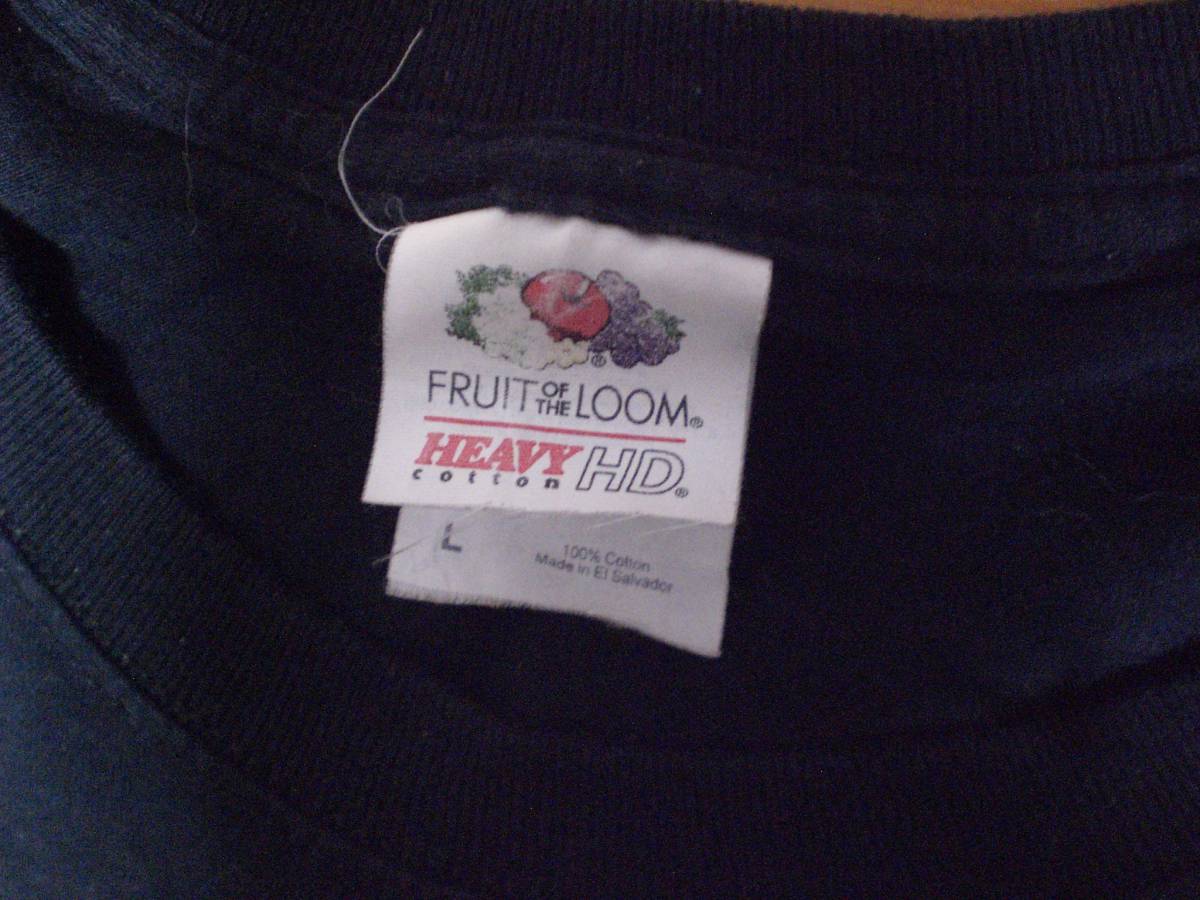 ®
FRUIT OF THE LOOM®
HEAVY cotton HD®
L
100% Cotton
Made in El Salvador